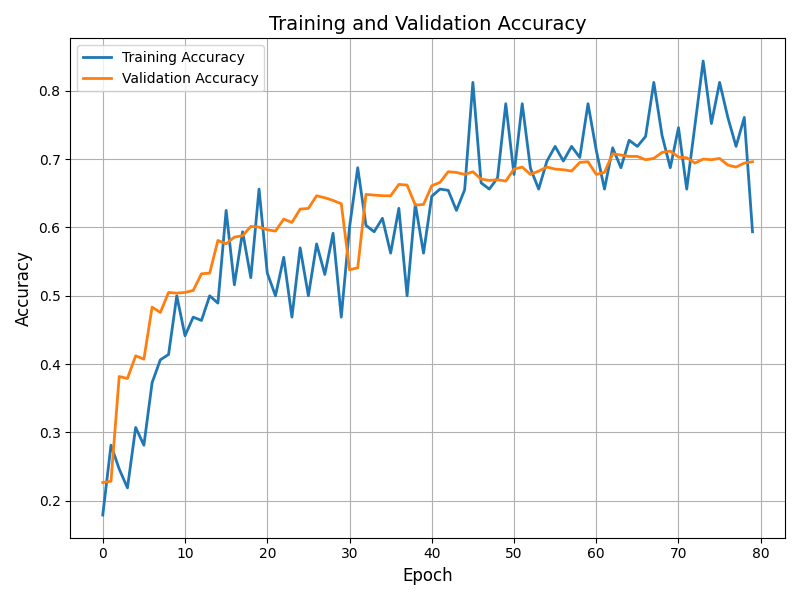 Training and Validation Accuracy
Training Accuracy
Validation Accuracy
0.8
0.7
0.6
0.5
0.4
0.3
0.2
Accuracy
0 10 20 30 40 50 60 70 80
Epoch